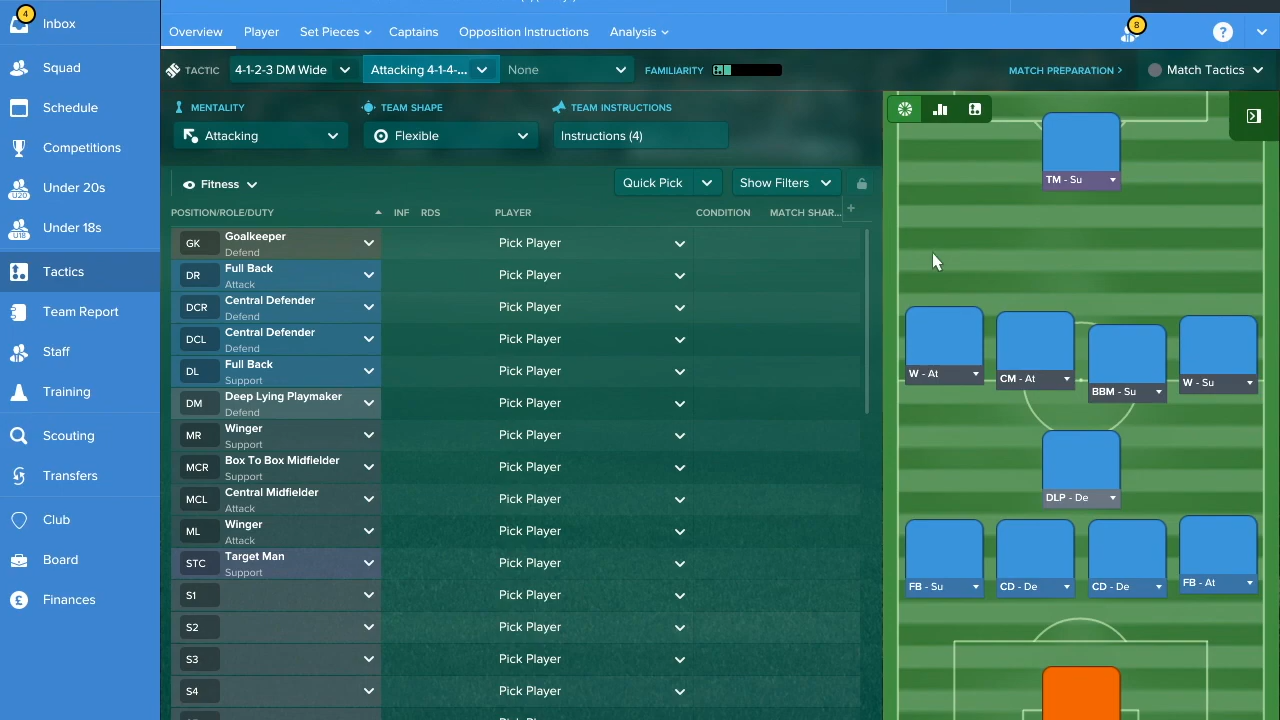 4
Inbox
Squad
Schedule
Competitions
U20
Under 20s
U18
Under 18s
Tactics
Team Report
Staff
Training
Scouting
Transfers
Club
Board
£ Finances
Overview Player Set Pieces Captains Opposition Instructions Analysis 8 ?
TACTIC 4-1-2-3 DM Wide Attacking 4-1-4-... None FAMILIARITY MATCH PREPARATION > Match Tactics
MENTALITY TEAM SHAPE TEAM INSTRUCTIONS
Attacking Flexible Instructions (4)
Fitness Quick Pick Show Filters
POSITION/ROLE/DUTY INF RDS PLAYER CONDITION MATCH SHAR... +
GK Goalkeeper Pick Player
Defend
DR Full Back Pick Player
Attack
DCR Central Defender Pick Player
Defend
DCL Central Defender Pick Player
Defend
DL Full Back Pick Player
Support
DM Deep Lying Playmaker Pick Player
Defend
MR Winger Pick Player
Support
MCR Box To Box Midfielder Pick Player
Support
MCL Central Midfielder Pick Player
Attack
ML Winger Pick Player
Attack
STC Target Man Pick Player
Support
S1 Pick Player
S2 Pick Player
S3 Pick Player
S4 Pick Player
TM - Su
W - At CM - At BBM - Su W - Su
DLP - De
FB - Su CD - De CD - De FB - At